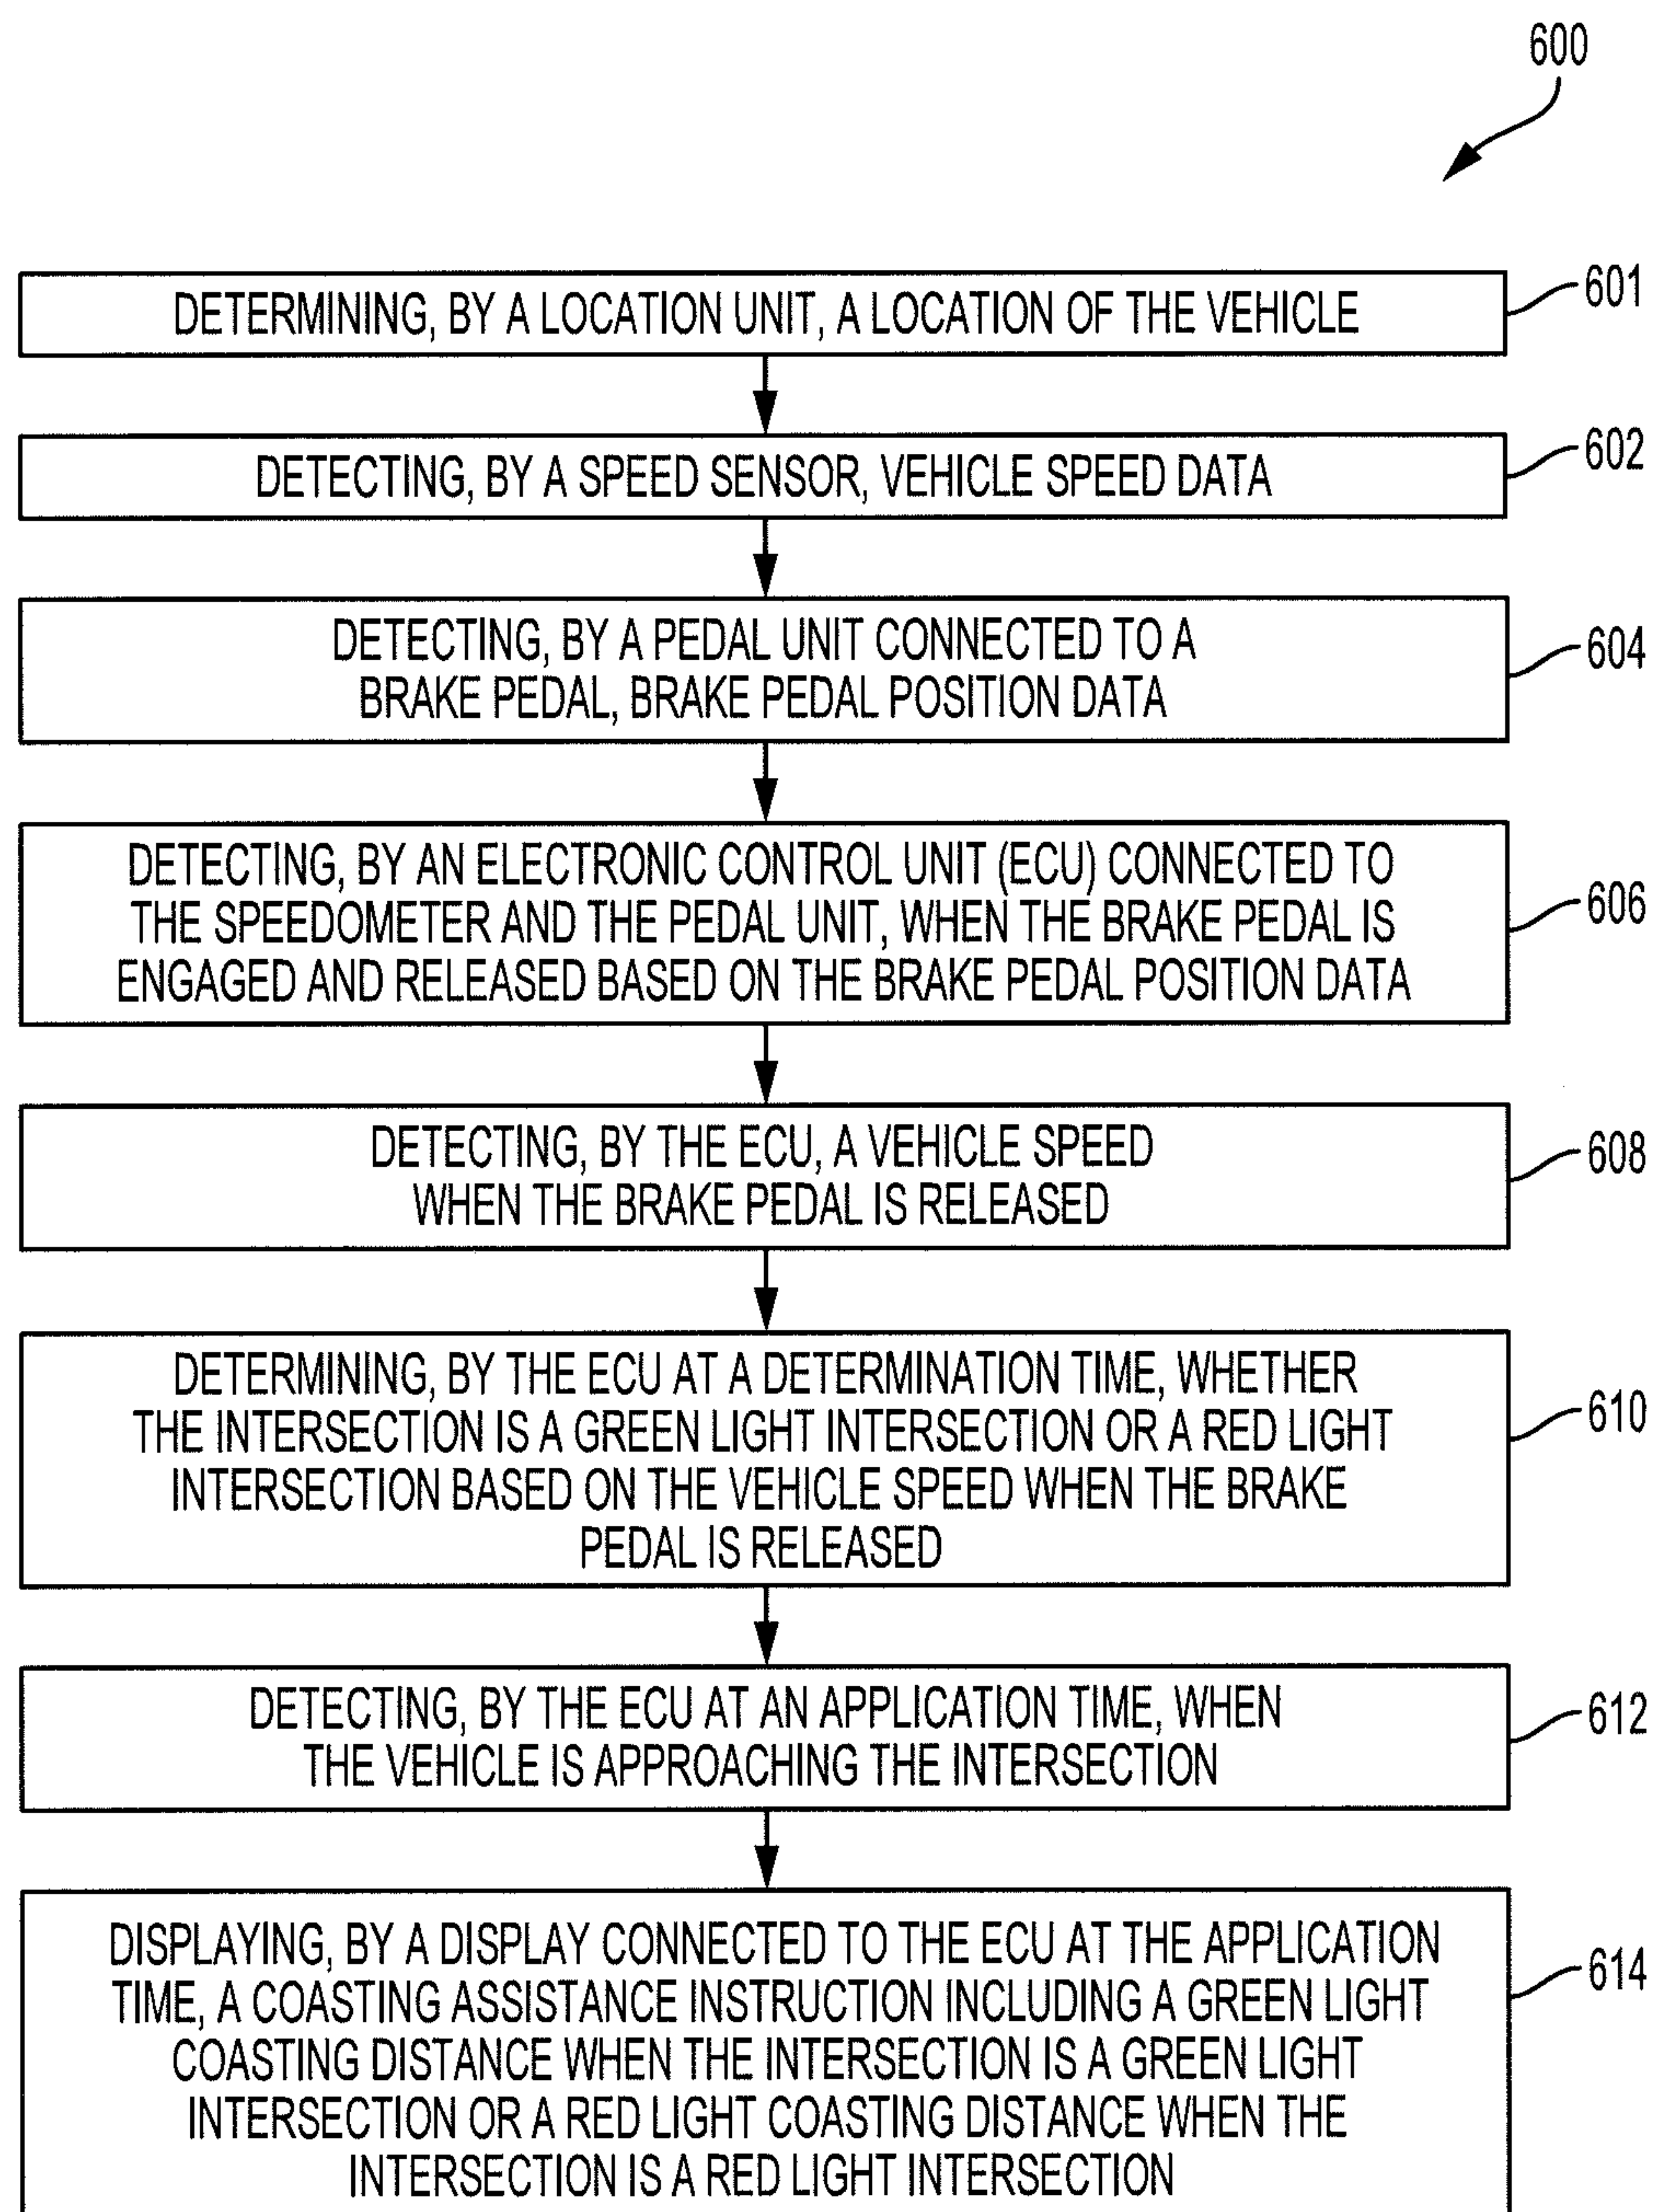 600
DETERMINING, BY A LOCATION UNIT, A LOCATION OF THE VEHICLE
601
DETECTING, BY A SPEED SENSOR, VEHICLE SPEED DATA
602
DETECTING, BY A PEDAL UNIT CONNECTED TO A
BRAKE PEDAL, BRAKE PEDAL POSITION DATA
604
DETECTING, BY AN ELECTRONIC CONTROL UNIT (ECU) CONNECTED TO
THE SPEEDOMETER AND THE PEDAL UNIT, WHEN THE BRAKE PEDAL IS
ENGAGED AND RELEASED BASED ON THE BRAKE PEDAL POSITION DATA
606
DETECTING, BY THE ECU, A VEHICLE SPEED
WHEN THE BRAKE PEDAL IS RELEASED
608
DETERMINING, BY THE ECU AT A DETERMINATION TIME, WHETHER
THE INTERSECTION IS A GREEN LIGHT INTERSECTION OR A RED LIGHT
INTERSECTION BASED ON THE VEHICLE SPEED WHEN THE BRAKE
PEDAL IS RELEASED
610
DETECTING, BY THE ECU AT AN APPLICATION TIME, WHEN
THE VEHICLE IS APPROACHING THE INTERSECTION
612
DISPLAYING, BY A DISPLAY CONNECTED TO THE ECU AT THE APPLICATION
TIME, A COASTING ASSISTANCE INSTRUCTION INCLUDING A GREEN LIGHT
COASTING DISTANCE WHEN THE INTERSECTION IS A GREEN LIGHT
INTERSECTION OR A RED LIGHT COASTING DISTANCE WHEN THE
INTERSECTION IS A RED LIGHT INTERSECTION
614